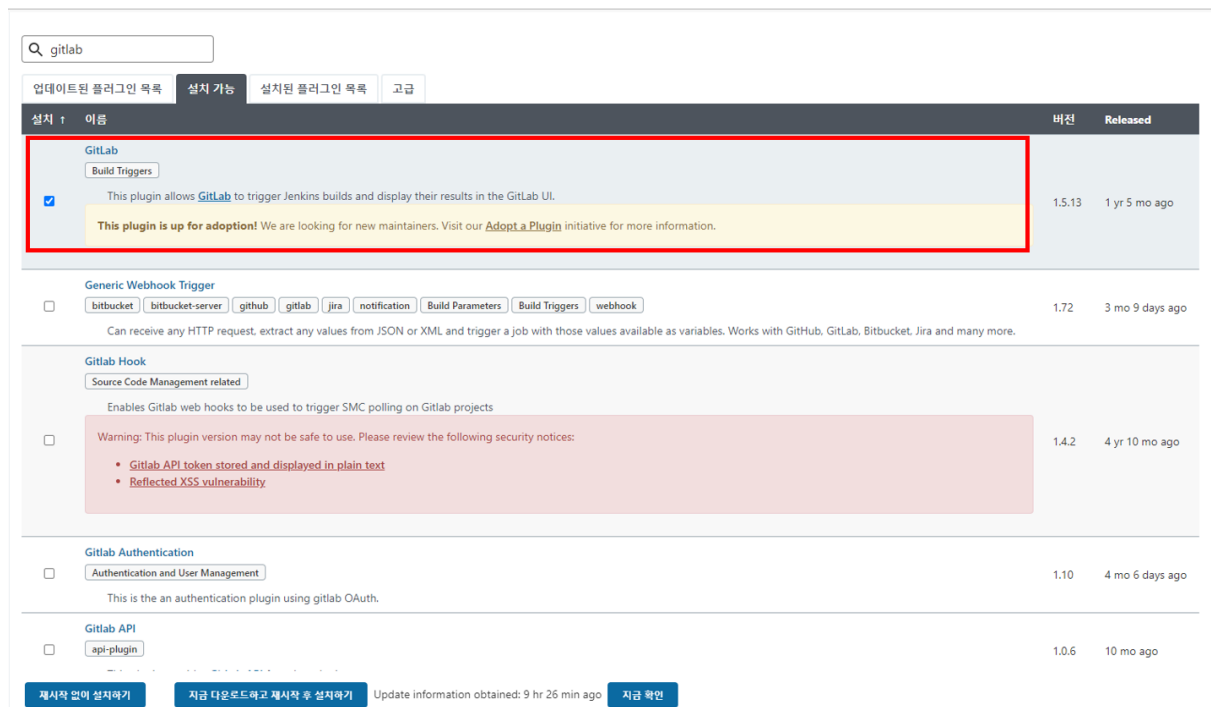 gitlab
업데이트된 플러그인 목록 설치 가능 설치된 플러그인 목록 고급
설치 ↑ 이름 버전 Released
GitLab
Build Triggers
This plugin allows GitLab to trigger Jenkins builds and display their results in the GitLab UI.
1.5.13 1 yr 5 mo ago
This plugin is up for adoption! We are looking for new maintainers. Visit our Adopt a Plugin initiative for more information.
Generic Webhook Trigger
bitbucket bitbucket-server github gitlab jira notification Build Parameters Build Triggers webhook
1.72 3 mo 9 days ago
Can receive any HTTP request, extract any values from JSON or XML and trigger a job with those values available as variables. Works with GitHub, GitLab, Bitbucket, Jira and many more.
Gitlab Hook
Source Code Management related
Enables Gitlab web hooks to be used to trigger SMC polling on Gitlab projects
Warning: This plugin version may not be safe to use. Please review the following security notices:
1.4.2 4 yr 10 mo ago
• Gitlab API token stored and displayed in plain text
• Reflected XSS vulnerability
Gitlab Authentication
Authentication and User Management
1.10 4 mo 6 days ago
This is the an authentication plugin using gitlab OAuth.
Gitlab API
api-plugin
1.0.6 10 mo ago
재시작 없이 설치하기 지금 다운로드하고 재시작 후 설치하기 Update information obtained: 9 hr 26 min ago 지금 확인